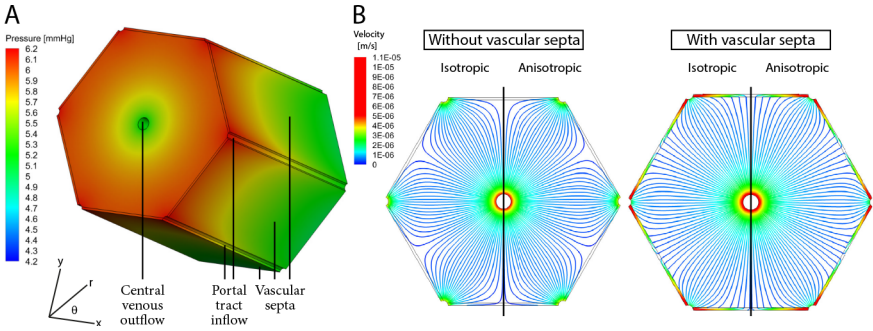 A
Pressure [mmHg]
6.2
6.1
6
5.9
5.8
5.7
5.6
5.5
5.4
5.3
5.2
5.1
5
4.9
4.8
4.7
4.6
4.5
4.4
4.3
4.2
y
r
θ
x
Central
venous
outflow
Portal
tract
inflow
Vascular
septa
B
Velocity
[m/s]
1.1E-05
1E-05
9E-06
8E-06
7E-06
6E-06
5E-06
4E-06
3E-06
2E-06
1E-06
0
Without vascular septa
Isotropic Anisotropic
With vascular septa
Isotropic Anisotropic